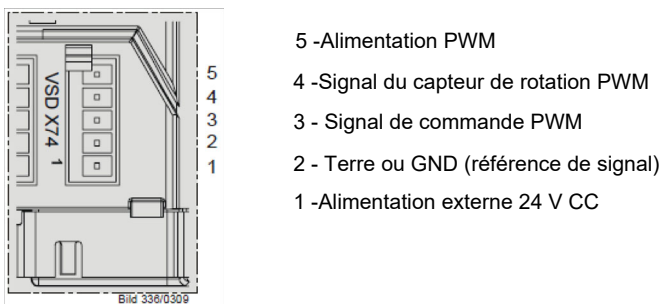 5 -Alimentation PWM
4 -Signal du capteur de rotation PWM
3 - Signal de commande PWM
2 - Terre ou GND (référence de signal)
1 -Alimentation externe 24 V CC
5
4
3
2
1
VSD X74 1
Bild 336/0309